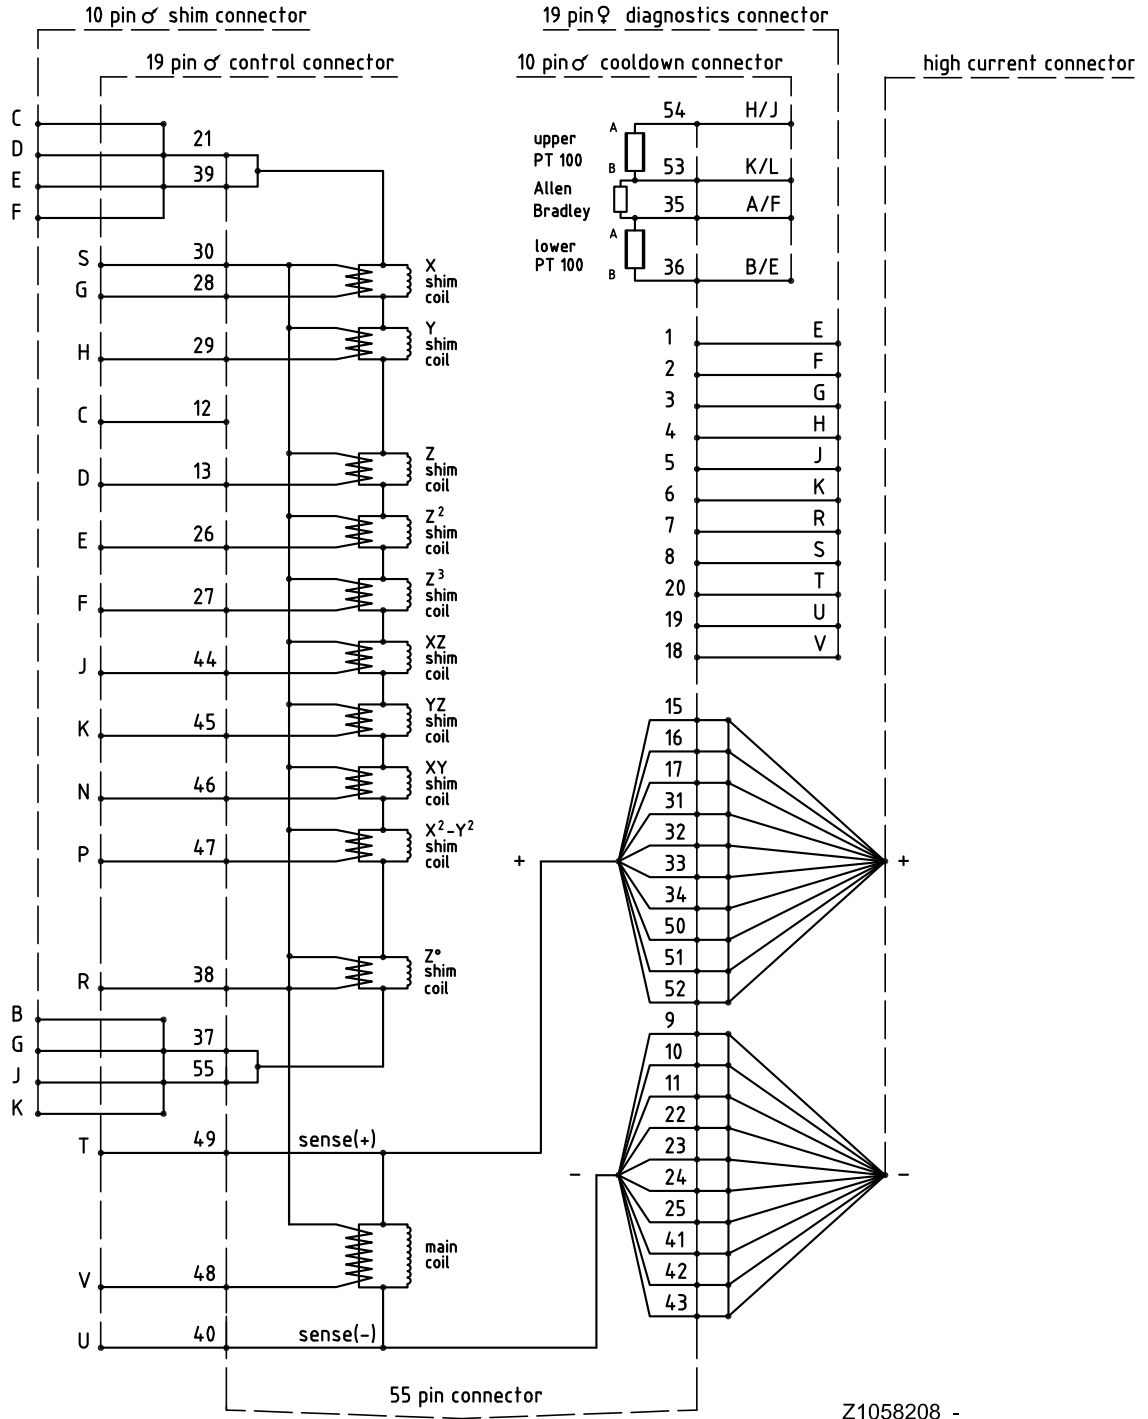 10 pin ♂ shim connector
19 pin ♀ diagnostics connector
19 pin ♂ control connector
10 pin ♂ cooldown connector
high current connector
C
D 21
E 39
F
S 30
G 28
X
shim
coil
H 29
Y
shim
coil
C 12
D 13
Z
shim
coil
E 26
Z²
shim
coil
F 27
Z³
shim
coil
J 44
XZ
shim
coil
K 45
YZ
shim
coil
N 46
XY
shim
coil
P 47
X²-Y²
shim
coil
R 38
Z°
shim
coil
B
G 37
J 55
K
T 49 sense(+)
V 48
main
coil
U 40 sense(-)
upper
PT 100
A
B
Allen
Bradley
lower
PT 100
A
B
54 H/J
53 K/L
35 A/F
36 B/E
1 E
2 F
3 G
4 H
5 J
6 K
7 R
8 S
20 T
19 U
18 V
15
16
17
31
32
+ 33 +
34
50
51
52
9
10
11
22
23
- 24 -
25
41
42
43
55 pin connector
Z1058208 -